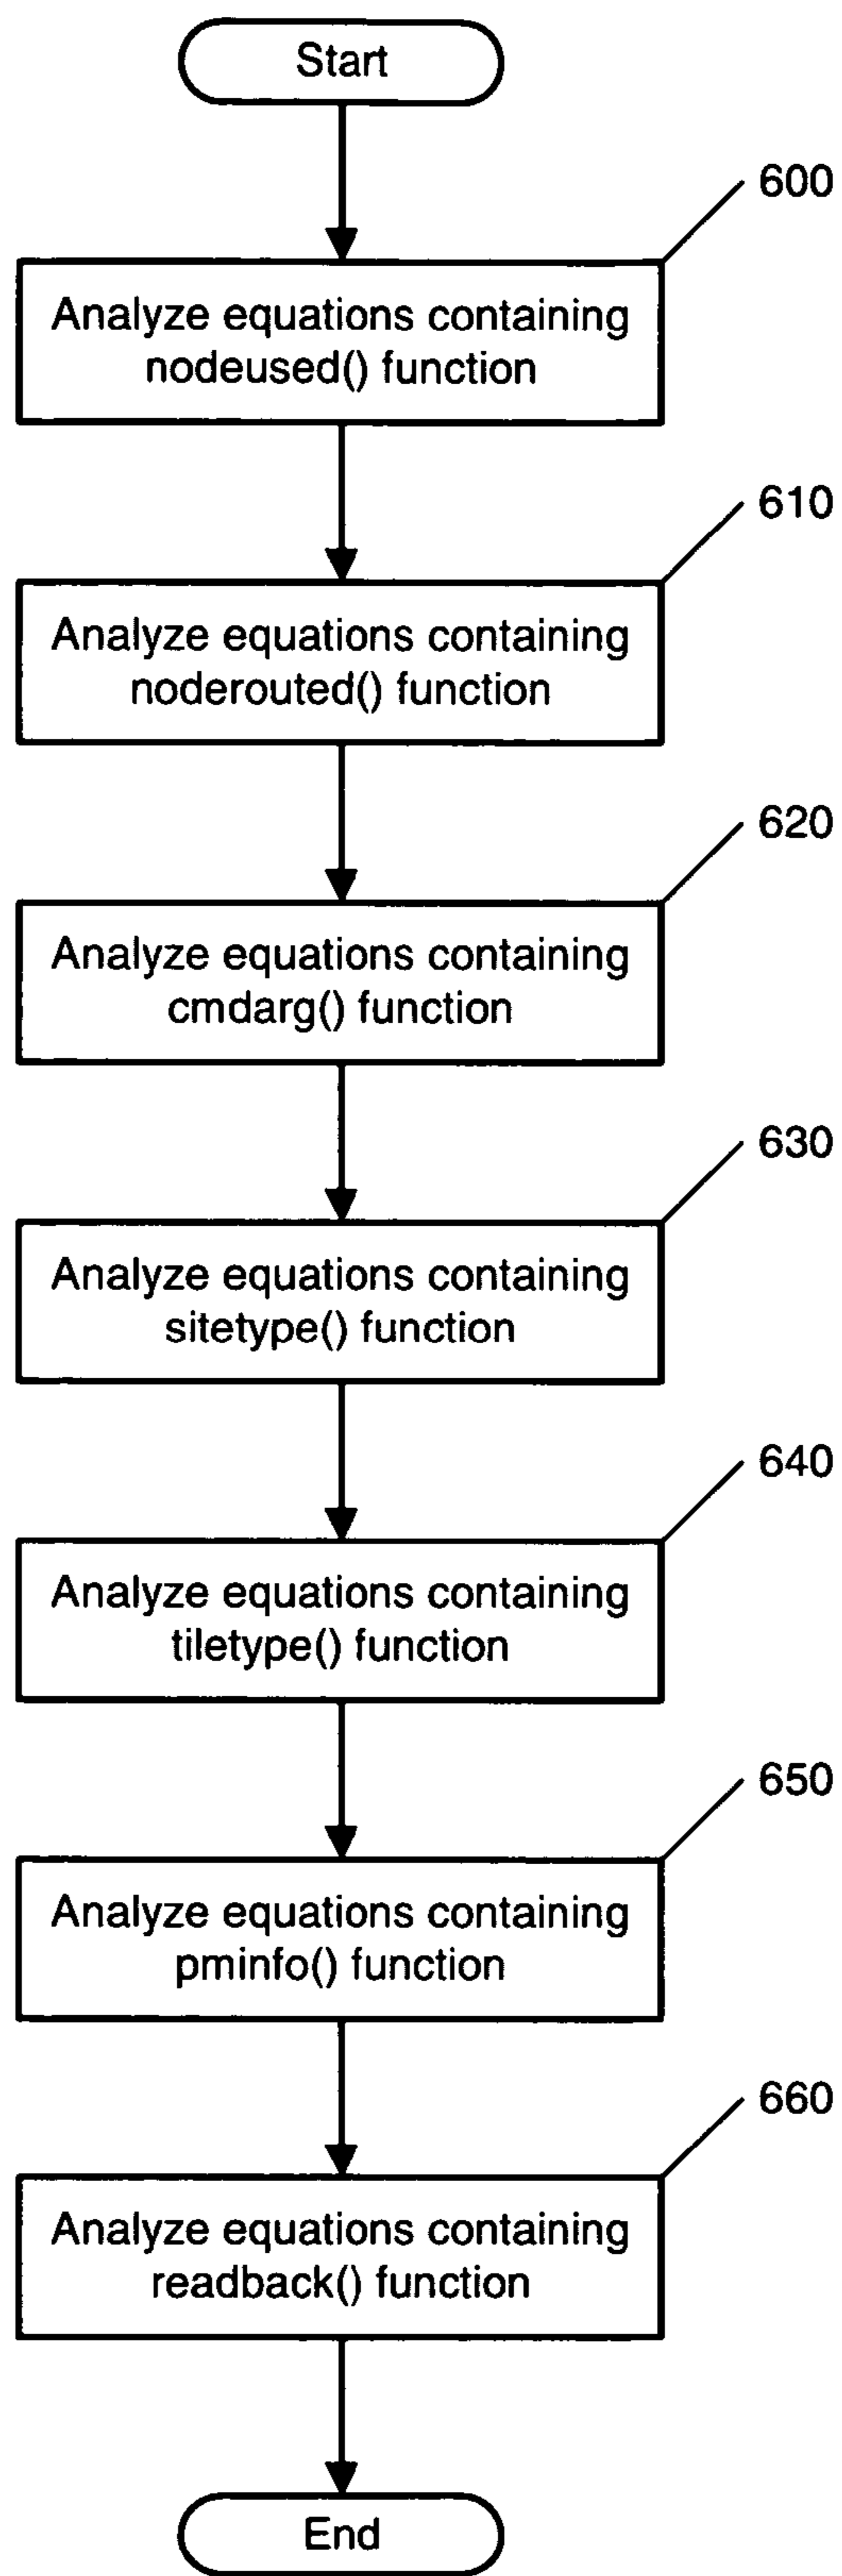 Start
600
Analyze equations containing
nodeused() function
610
Analyze equations containing
noderouted() function
620
Analyze equations containing
cmdarg() function
630
Analyze equations containing
sitetype() function
640
Analyze equations containing
tiletype() function
650
Analyze equations containing
pminfo() function
660
Analyze equations containing
readback() function
End